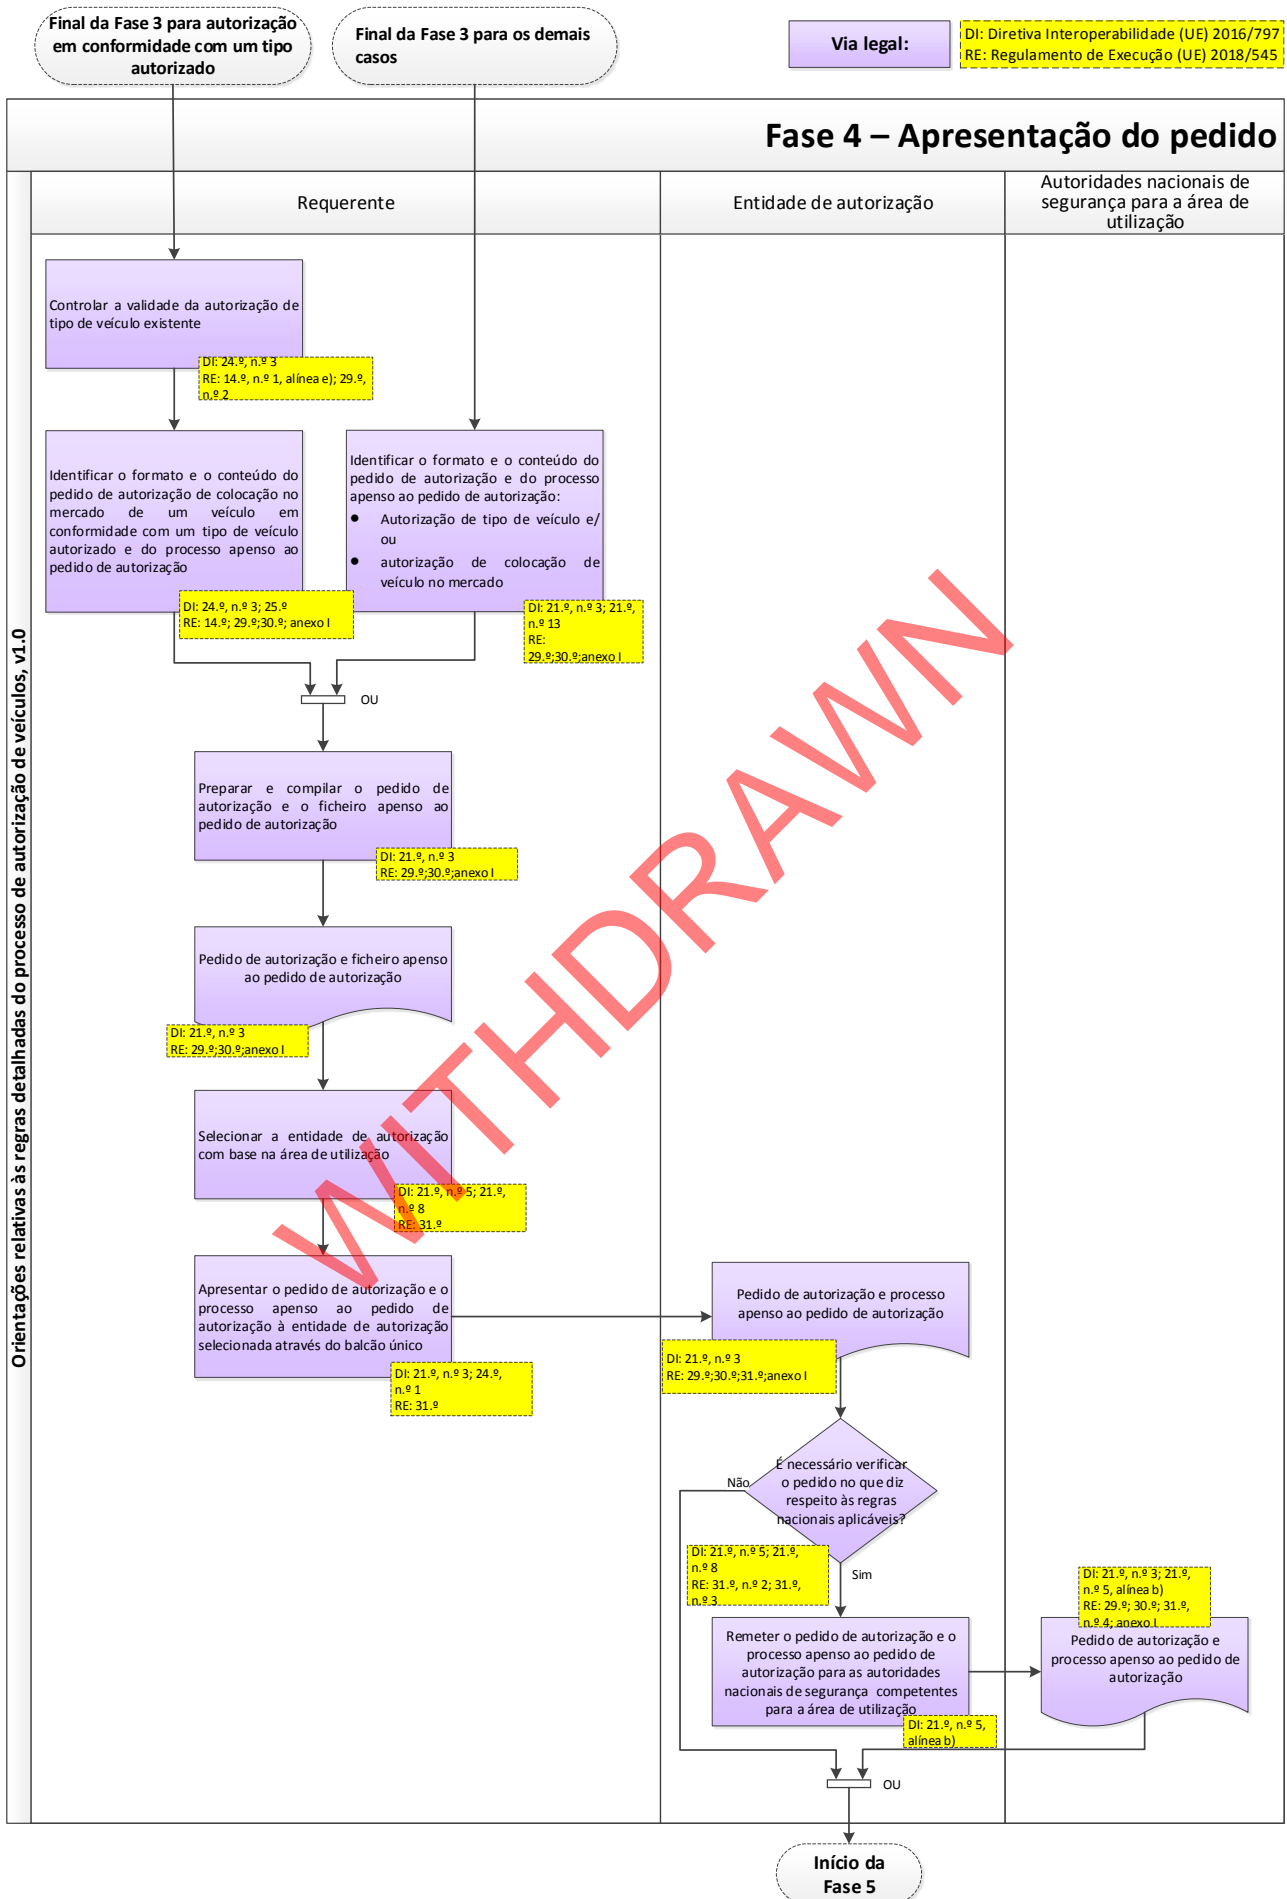 Final da Fase 3 para autorização
em conformidade com um tipo
autorizado
Final da Fase 3 para os demais
casos
Via legal:
DI: Diretiva Interoperabilidade (UE) 2016/797
RE: Regulamento de Execução (UE) 2018/545
Fase 4 – Apresentação do pedido
Orientações relativas às regras detalhadas do processo de autorização de veículos, v1.0
Requerente
Entidade de autorização
Autoridades nacionais de
segurança para a área de
utilização
Controlar a validade da autorização de
tipo de veículo existente
DI: 24.º, n.º 3
RE: 14.º, n.º 1, alínea e); 29.º,
n.º 2
Identificar o formato e o conteúdo do
pedido de autorização de colocação no
mercado de um veículo em
conformidade com um tipo de veículo
autorizado e do processo apenso ao
pedido de autorização
DI: 24.º, n.º 3; 25.º
RE: 14.º; 29.º;30.º; anexo I
Identificar o formato e o conteúdo do
pedido de autorização e do processo
apenso ao pedido de autorização:
● Autorização de tipo de veículo e/
ou
● autorização de colocação de
veículo no mercado
DI: 21.º, n.º 3; 21.º,
n.º 13
RE:
29.º;30.º;anexo I
OU
Preparar e compilar o pedido de
autorização e o ficheiro apenso ao
pedido de autorização
DI: 21.º, n.º 3
RE: 29.º;30.º;anexo I
Pedido de autorização e ficheiro apenso
ao pedido de autorização
DI: 21.º, n.º 3
RE: 29.º;30.º;anexo I
Selecionar a entidade de autorização
com base na área de utilização
DI: 21.º, n.º 5; 21.º,
n.º 8
RE: 31.º
Apresentar o pedido de autorização e o
processo apenso ao pedido de
autorização à entidade de autorização
selecionada através do balcão único
DI: 21.º, n.º 3; 24.º,
n.º 1
RE: 31.º
Pedido de autorização e processo
apenso ao pedido de autorização
DI: 21.º, n.º 3
RE: 29.º;30.º;31.º;anexo I
É necessário verificar
o pedido no que diz
respeito às regras
nacionais aplicáveis?
Não
DI: 21.º, n.º 5; 21.º,
n.º 8
RE: 31.º, n.º 2; 31.º,
n.º 3
Sim
Remeter o pedido de autorização e o
processo apenso ao pedido de
autorização para as autoridades
nacionais de segurança competentes
para a área de utilização
DI: 21.º, n.º 5,
alínea b)
DI: 21.º, n.º 3; 21.º,
n.º 5, alínea b)
RE: 29.º; 30.º; 31.º,
n.º 4; anexo I
Pedido de autorização e
processo apenso ao pedido de
autorização
OU
Início da
Fase 5
WITHDRAWN